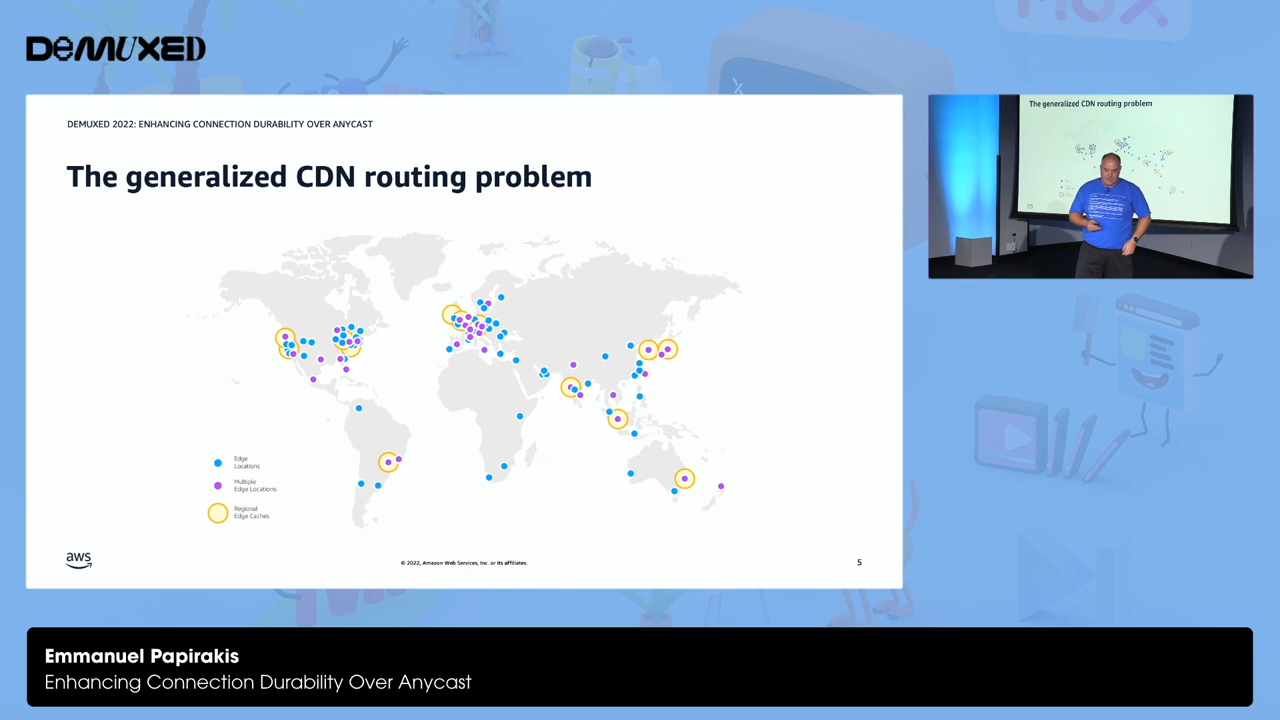 DEMUXED
MUX
DEMUXED 2022: ENHANCING CONNECTION DURABILITY OVER ANYCAST
The generalized CDN routing problem
The generalized CDN routing problem
Edge
Locations
Multiple
Edge Locations
Regional
Edge Caches
aws
© 2022, Amazon Web Services, Inc. or its affiliates.
5
Emmanuel Papirakis
Enhancing Connection Durability Over Anycast